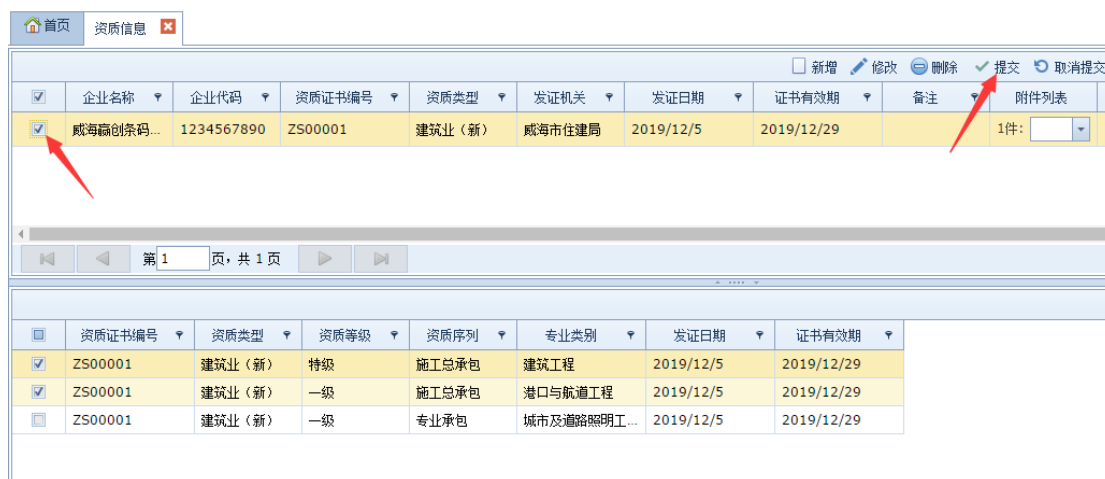 首页 资质信息
新增 修改 删除 提交 取消提交
企业名称 企业代码 资质证书编号 资质类型 发证机关 发证日期 证书有效期 备注 附件列表
威海赢创条码... 1234567890 ZS00001 建筑业（新） 威海市住建局 2019/12/5 2019/12/29 1件:
第 1 页, 共 1 页
资质证书编号 资质类型 资质等级 资质序列 专业类别 发证日期 证书有效期
ZS00001 建筑业（新） 特级 施工总承包 建筑工程 2019/12/5 2019/12/29
ZS00001 建筑业（新） 一级 施工总承包 港口与航道工程 2019/12/5 2019/12/29
ZS00001 建筑业（新） 一级 专业承包 城市及道路照明工... 2019/12/5 2019/12/29